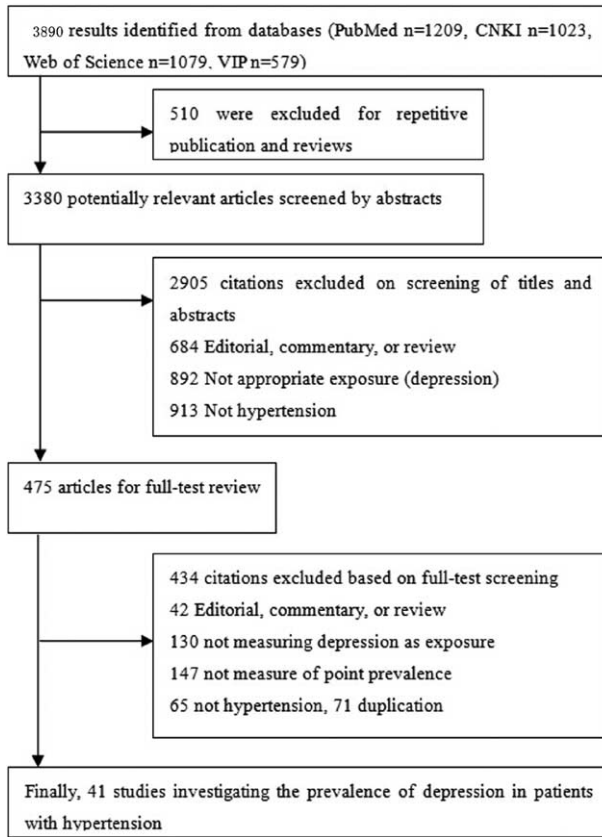 3890 results identified from databases (PubMed n=1209, CNKI n=1023,
Web of Science n=1079, VIP n=579)
510 were excluded for repetitive
publication and reviews
3380 potentially relevant articles screened by abstracts
2905 citations excluded on screening of titles and
abstracts
684 Editorial, commentary, or review
892 Not appropriate exposure (depression)
913 Not hypertension
475 articles for full-test review
434 citations excluded based on full-test screening
42 Editorial, commentary, or review
130 not measuring depression as exposure
147 not measure of point prevalence
65 not hypertension, 71 duplication
Finally, 41 studies investigating the prevalence of depression in patients
with hypertension